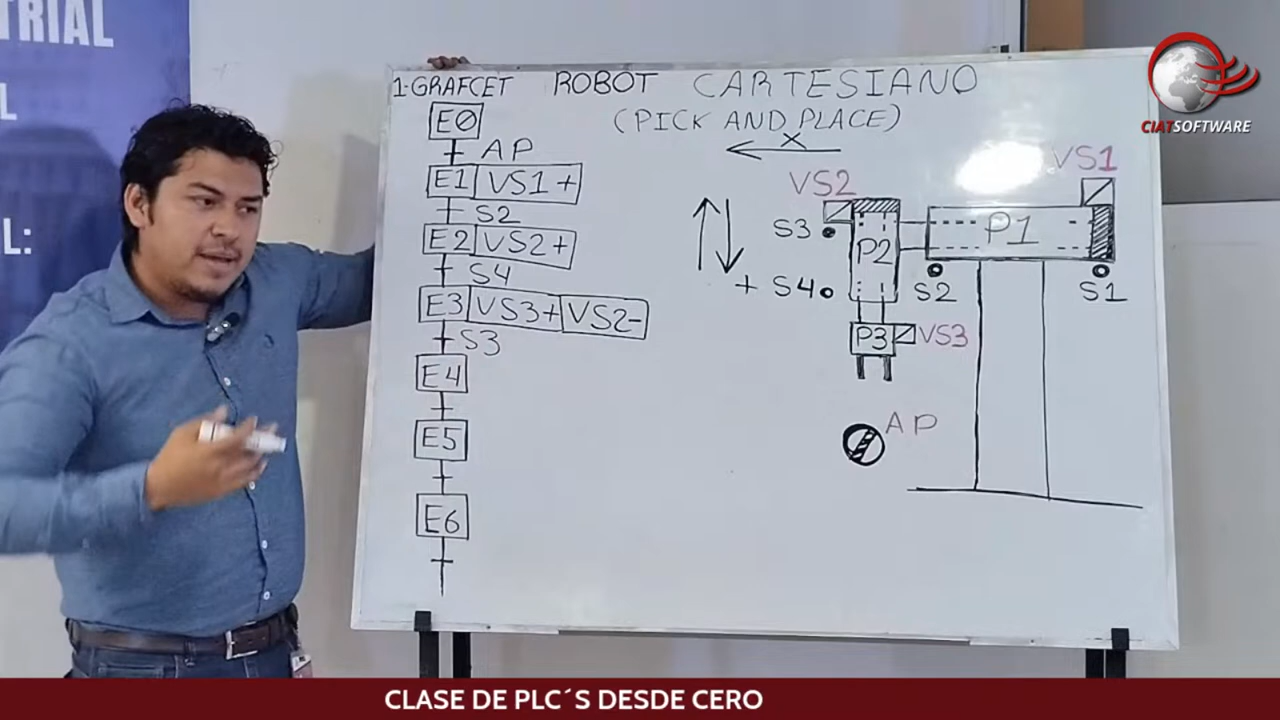 TRIAL
L
L:
1-GRAFCET ROBOT CARTESIANO
(PICK AND PLACE)
X
E0
AP
E1 VS1+
S2
E2 VS2+
S4
E3 VS3+ VS2-
S3
E4
E5
E6
VS2
VS1
S3
P2
P1
+ S4
S2
S1
P3
VS3
AP
CIATSOFTWARE
CLASE DE PLC´S DESDE CERO